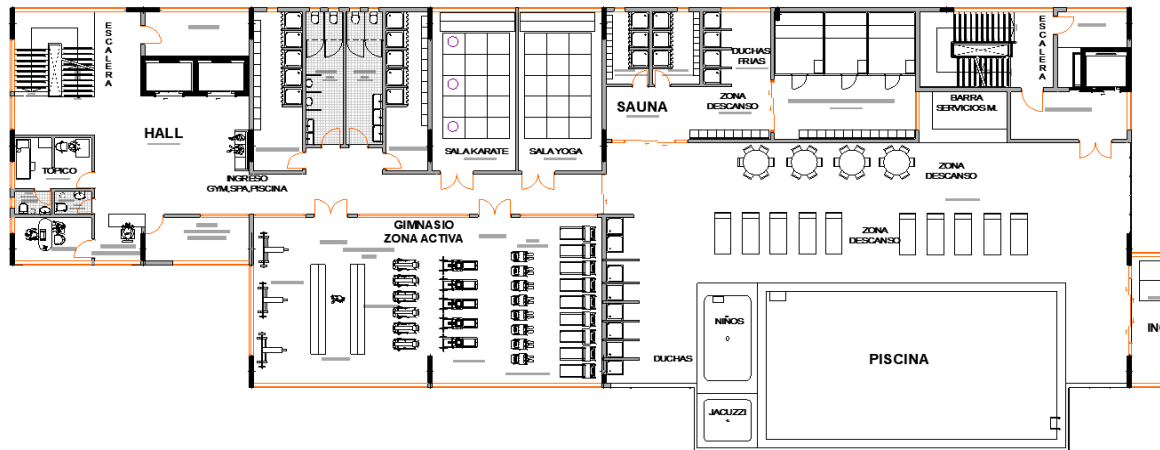 ESCALERA
HALL
TOPICO
INGRESO
GYM,SPA,PISCINA
SALA KARATE
SALA YOGA
GIMNASIO
ZONA ACTIVA
SAUNA
DUCHAS
FRIAS
ZONA
DESCANSO
BARRA
SERVICIOS M.
ESCALERA
ZONA
DESCANSO
ZONA
DESCANSO
DUCHAS
NIÑOS
JACUZZI
PISCINA